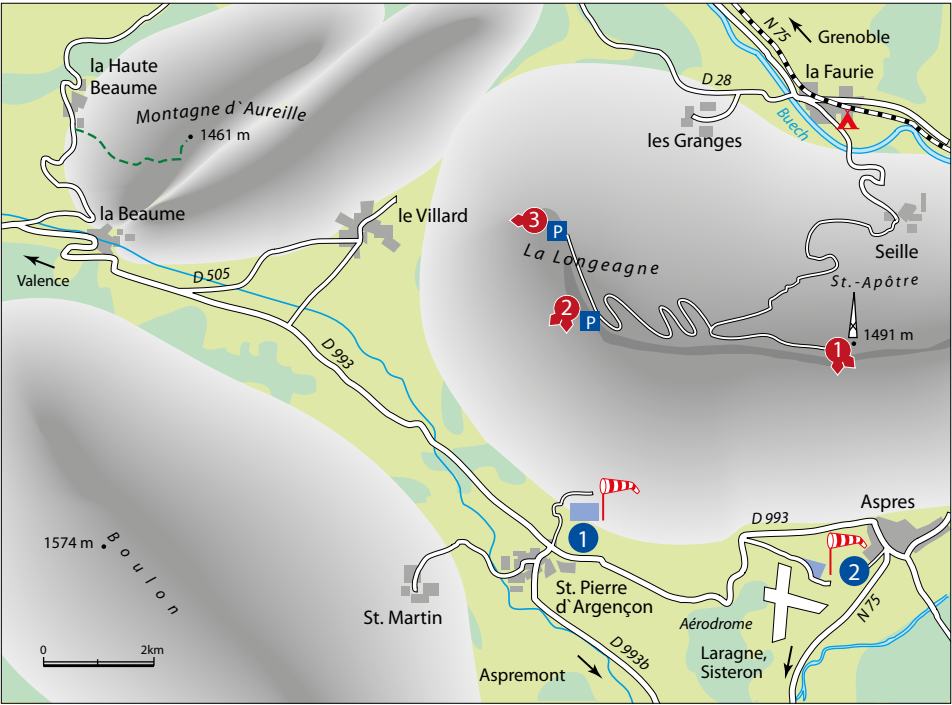 N 75
Grenoble
la Haute
Beaume
la Faurie
D 28
Montagne d`Aureille
1461 m
Buech
les Granges
la Beaume
le Villard
3
P
Seille
La Longeagne
D 505
Valence
St.-Apôtre
2
P
1491 m
1
D 993
Aspres
D 993
1
1574 m
Boulon
2
St. Pierre
d`Argençon
St. Martin
N 75
Aérodrome
0
2km
D 993b
Laragne,
Sisteron
Aspremont